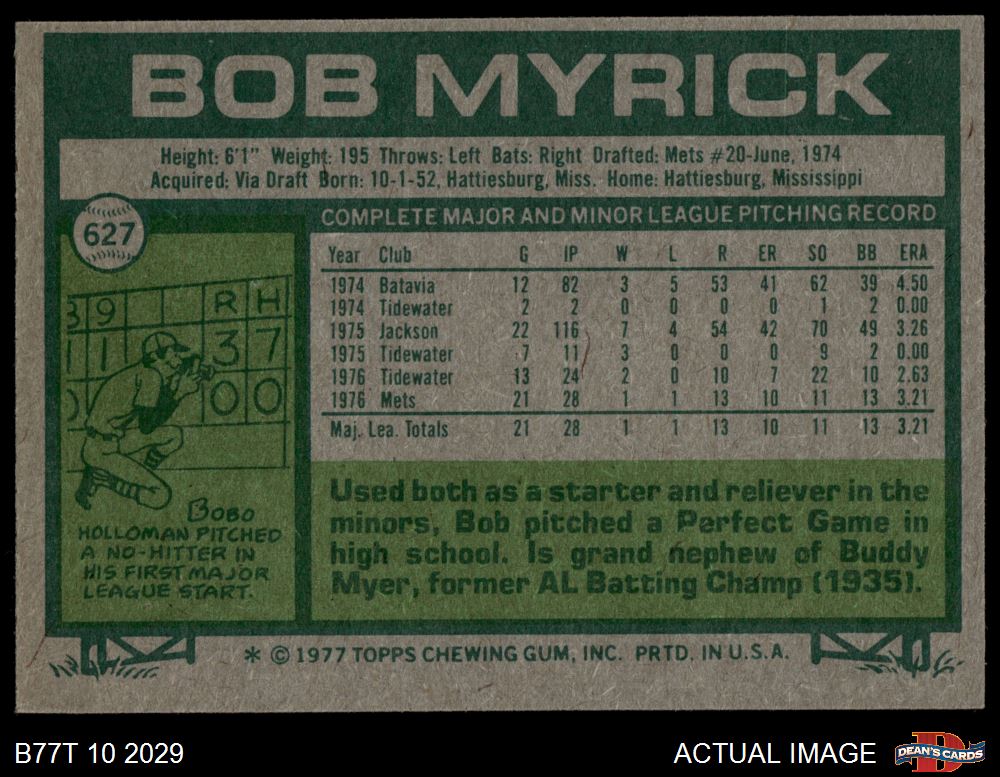 BOB MYRICK
Height: 6'1" Weight: 195 Throws: Left Bats: Right Drafted: Mets #20-June, 1974
Acquired: Via Draft Born: 10-1-52, Hattiesburg, Miss. Home: Hattiesburg, Mississippi
627
COMPLETE MAJOR AND MINOR LEAGUE PITCHING RECORD
Year Club G IP W L R ER SO BB ERA
1974 Batavia 12 82 3 5 53 41 62 39 4.50
1974 Tidewater 2 2 0 0 0 0 1 2 0.00
1975 Jackson 22 116 7 4 54 42 70 49 3.26
1975 Tidewater 7 11 3 0 0 0 9 2 0.00
1976 Tidewater 13 24 2 0 10 7 22 10 2.63
1976 Mets 21 28 1 1 13 10 11 13 3.21
Maj. Lea. Totals 21 28 1 1 13 10 11 13 3.21
8 9 R H
1 1 3 7
0 0 0
BOBO
HOLLOMAN PITCHED
A NO-HITTER IN
HIS FIRST MAJOR
LEAGUE START.
Used both as a starter and reliever in the
minors, Bob pitched a Perfect Game in
high school. Is grand nephew of Buddy
Myer, former AL Batting Champ (1935).
* © 1977 TOPPS CHEWING GUM, INC. PRTD. IN U.S.A.
B77T 10 2029
ACTUAL IMAGE
D
DEAN'S CARDS